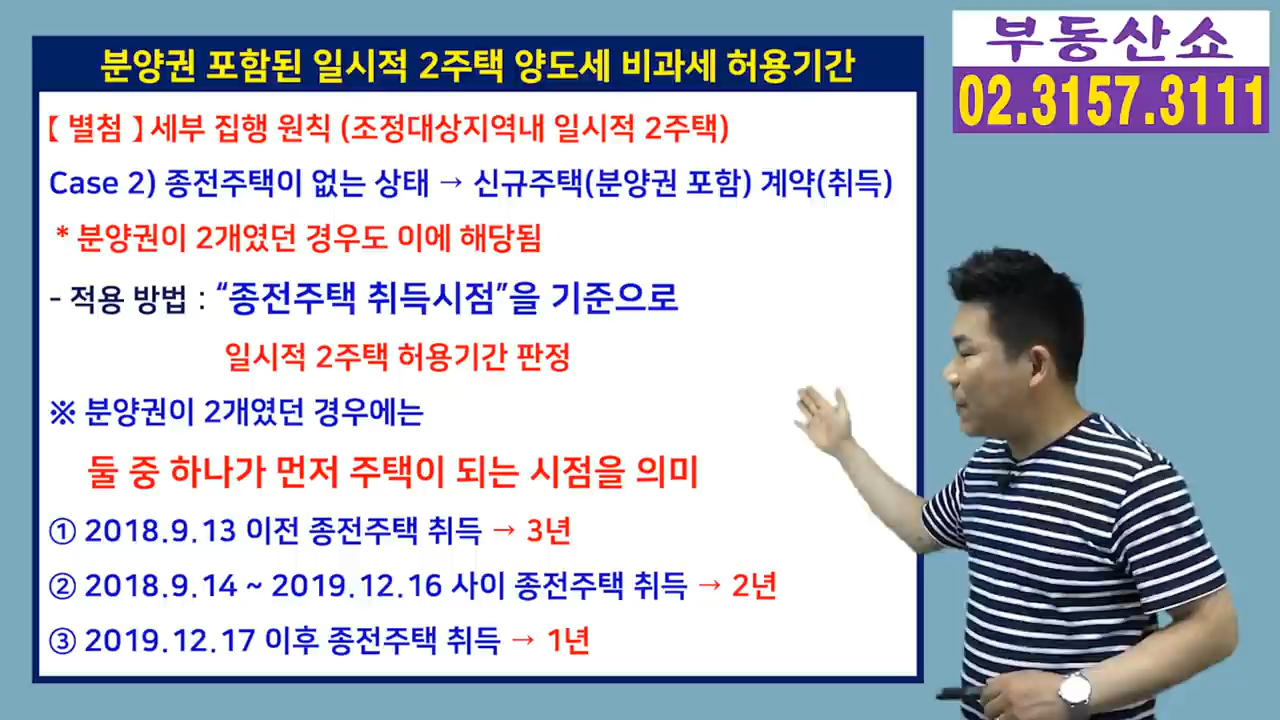 분양권 포함된 일시적 2주택 양도세 비과세 허용기간
【 별첨 】 세부 집행 원칙 (조정대상지역내 일시적 2주택)
Case 2) 종전주택이 없는 상태 → 신규주택(분양권 포함) 계약(취득)
* 분양권이 2개였던 경우도 이에 해당됨
- 적용 방법 : “종전주택 취득시점”을 기준으로
일시적 2주택 허용기간 판정
※ 분양권이 2개였던 경우에는
둘 중 하나가 먼저 주택이 되는 시점을 의미
① 2018.9.13 이전 종전주택 취득 → 3년
② 2018.9.14 ~ 2019.12.16 사이 종전주택 취득 → 2년
③ 2019.12.17 이후 종전주택 취득 → 1년
부동산쇼
02.3157.3111